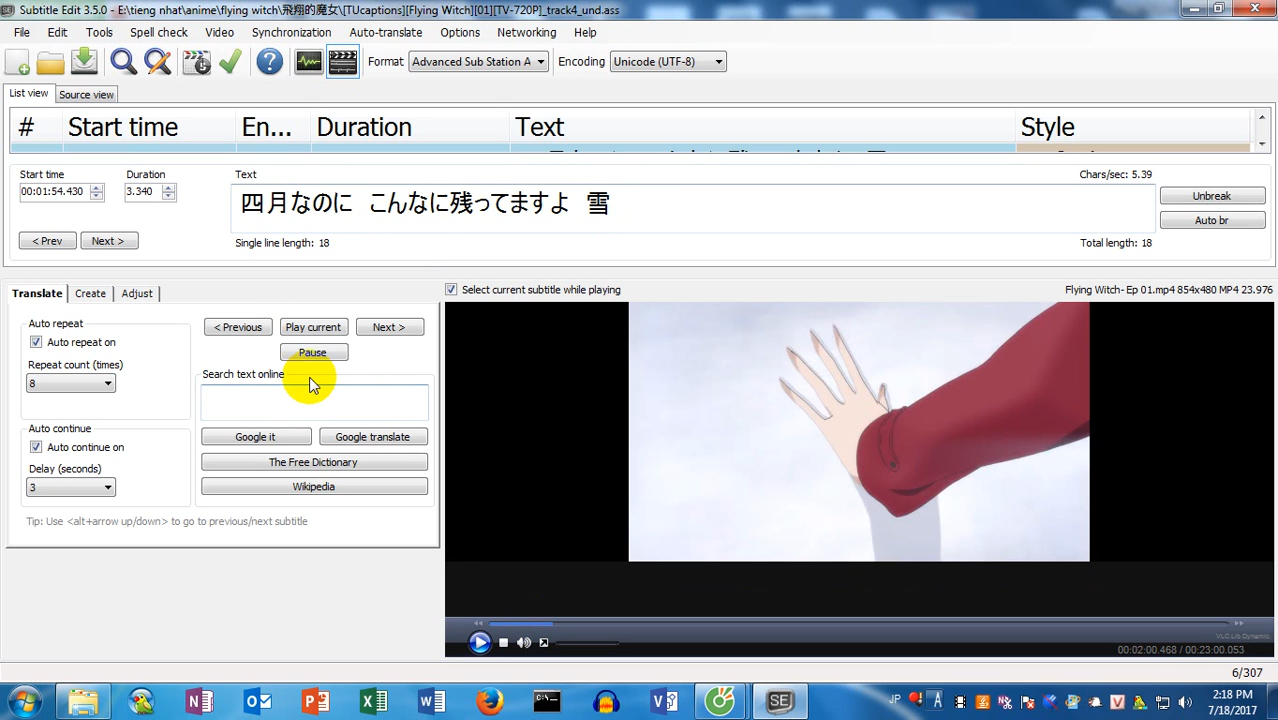 Subtitle Edit 3.5.0 - E:\tieng nhat\anime\flying witch\飛翔的魔女\[TUcaptions][Flying Witch][01][TV-720P]_track4_und.ass
File Edit Tools Spell check Video Synchronization Auto-translate Options Networking Help
Format Advanced Sub Station A Encoding Unicode (UTF-8)
List view Source view
# Start time En... Duration Text Style
Start time Duration Text Chars/sec: 5.39
00:01:54.430 3.340 四月なのに　こんなに残ってますよ　雪 Unbreak
Auto br
< Prev Next > Single line length: 18 Total length: 18
Translate Create Adjust Select current subtitle while playing Flying Witch- Ep 01.mp4 854x480 MP4 23.976
Auto repeat < Previous Play current Next >
Auto repeat on Pause
Repeat count (times) Search text online
8
Auto continue Google it Google translate
Auto continue on
Delay (seconds) The Free Dictionary
3 Wikipedia
Tip: Use <alt+arrow up/down> to go to previous/next subtitle
VLC Lib Dynamic
00:02:00.468 / 00:23:00.053
6/307
JP A V 2:18 PM
7/18/2017